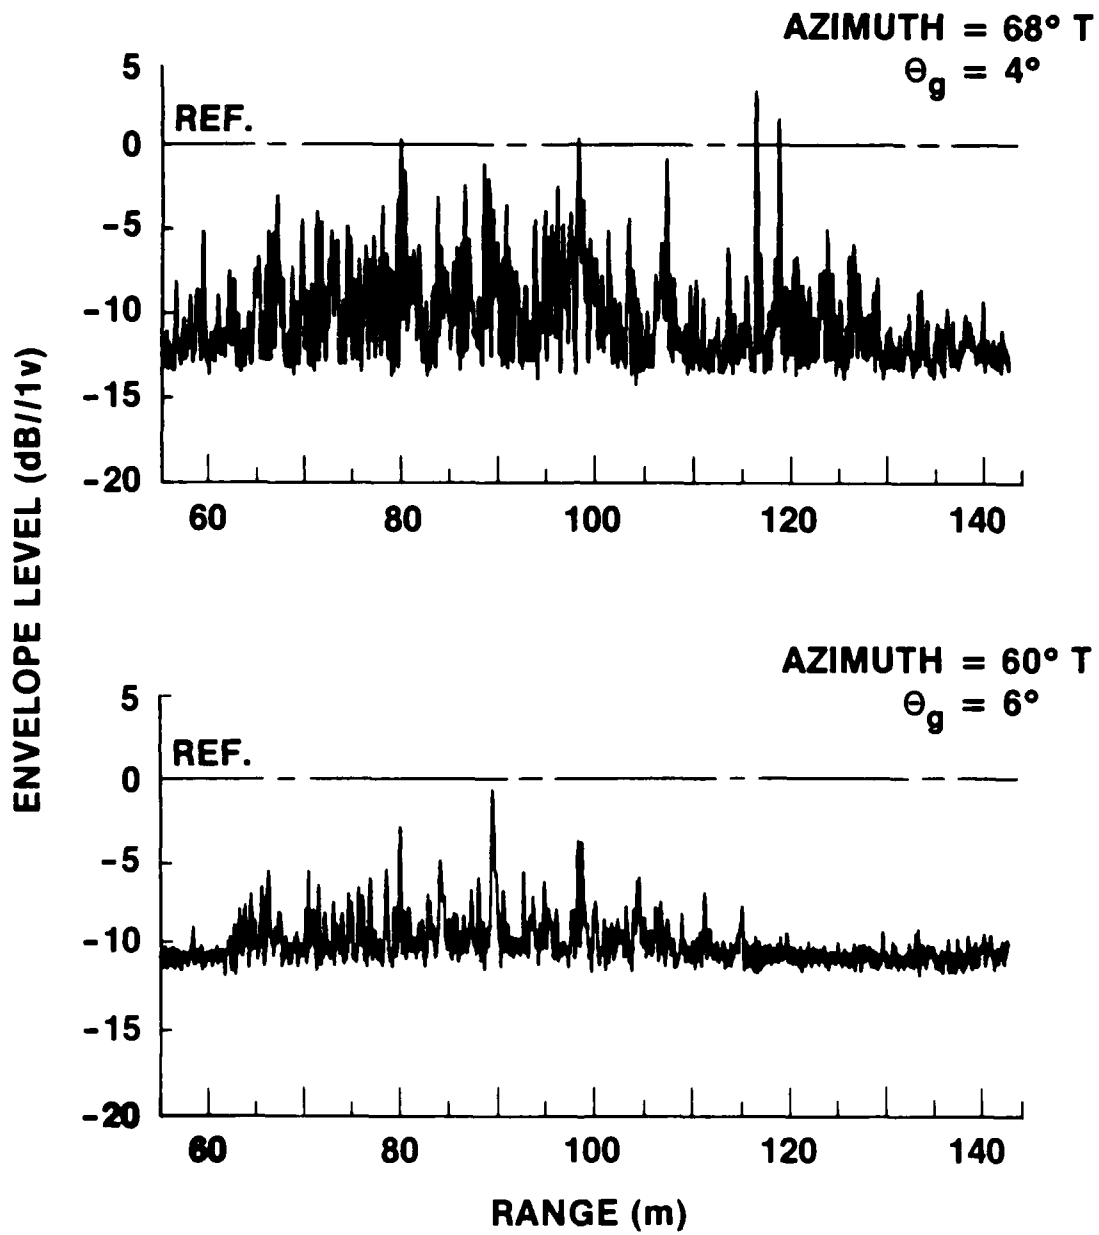 AZIMUTH = 68° T
Θg = 4°
5
REF.
0
-5
-10
-15
-20
60 80 100 120 140
ENVELOPE LEVEL (dB//1v)
AZIMUTH = 60° T
Θg = 6°
5
REF.
0
-5
-10
-15
-20
60 80 100 120 140
RANGE (m)